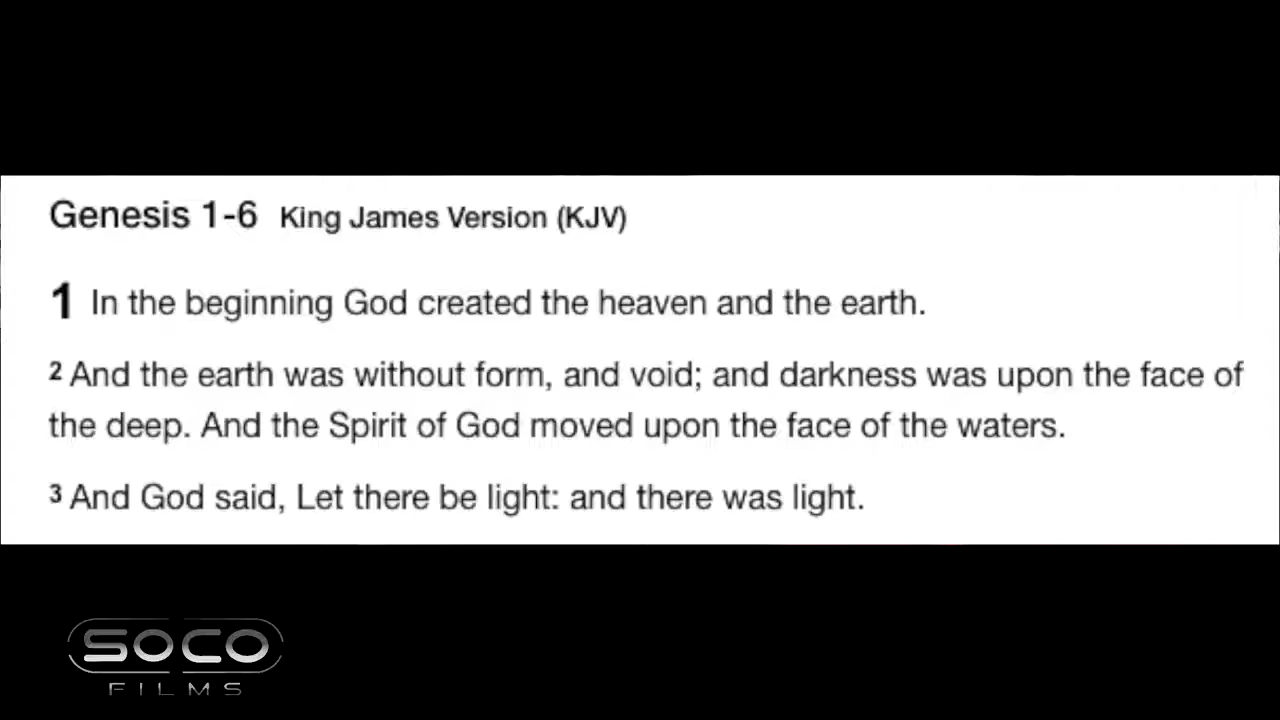 Genesis 1-6 King James Version (KJV)
1 In the beginning God created the heaven and the earth.
2 And the earth was without form, and void; and darkness was upon the face of
the deep. And the Spirit of God moved upon the face of the waters.
3 And God said, Let there be light: and there was light.
SOCO
FILMS